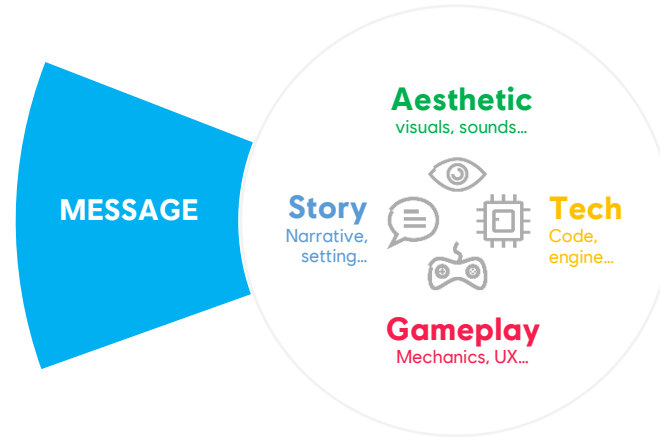 Aesthetic
visuals, sounds...
MESSAGE
Story
Narrative,
setting...
Tech
Code,
engine...
Gameplay
Mechanics, UX...